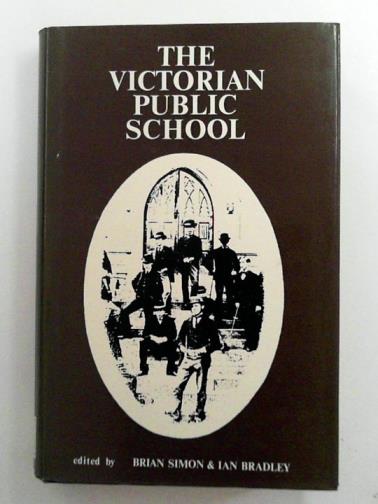 THE
VICTORIAN
PUBLIC
SCHOOL
edited by BRIAN SIMON & IAN BRADLEY